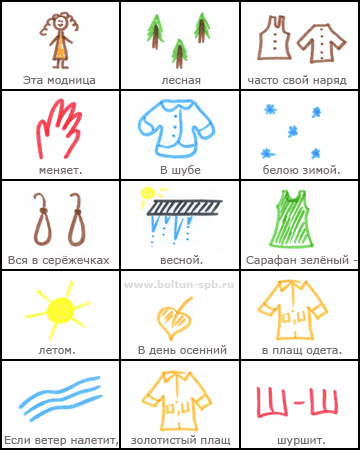 Эта модница лесная часто свой наряд
меняет. В шубе белою зимой.
Вся в серёжечках весной. Сарафан зелёный -
www.boltun-spb.ru
летом. В день осенний в плащ одета.
Ш-Ш
Если ветер налетит, золотистый плащ шуршит.